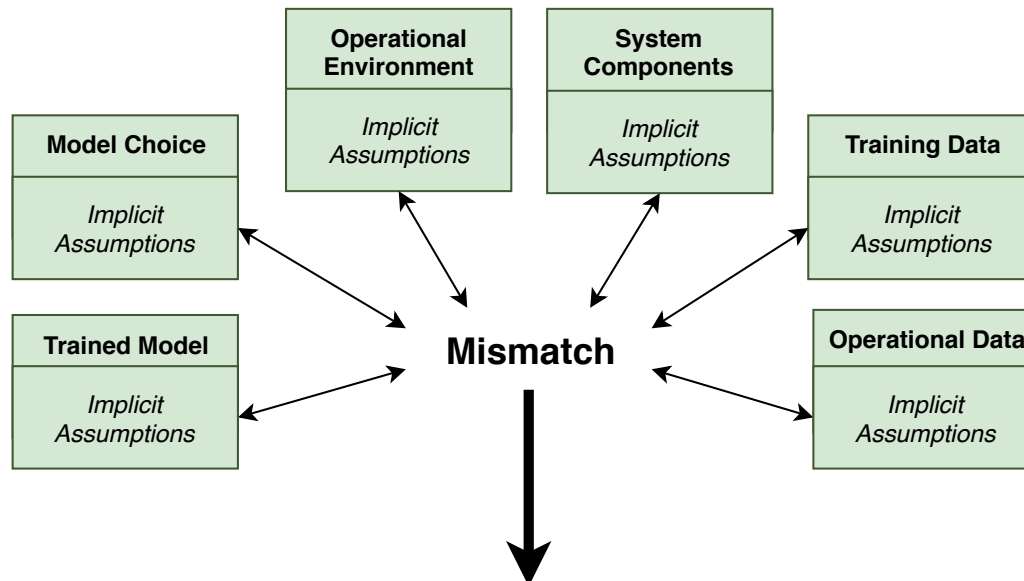 Operational
Environment
Implicit
Assumptions
System
Components
Implicit
Assumptions
Model Choice
Implicit
Assumptions
Training Data
Implicit
Assumptions
Trained Model
Implicit
Assumptions
Mismatch
Operational Data
Implicit
Assumptions